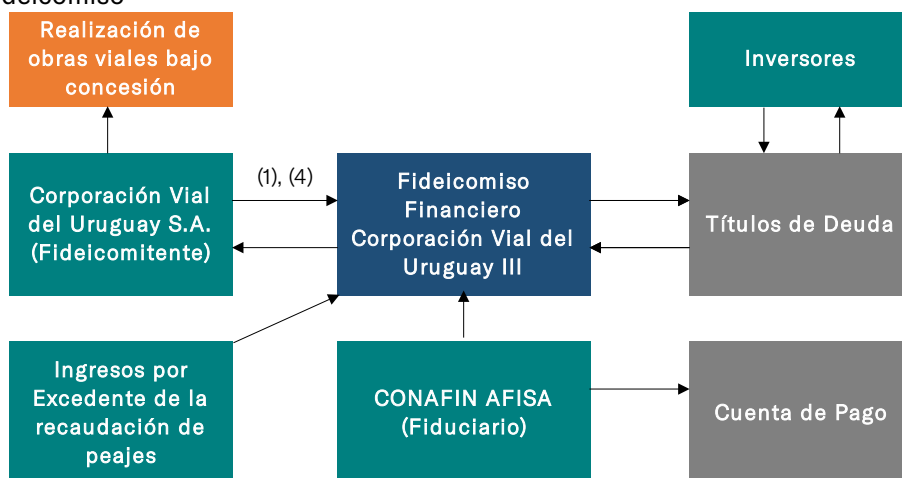 deicomiso
Realización de
obras viales bajo
concesión
Inversores
Corporación Vial
del Uruguay S.A.
(Fideicomitente)
(1), (4)
Fideicomiso
Financiero
Corporación Vial del
Uruguay III
Títulos de Deuda
Ingresos por
Excedente de la
recaudación de
peajes
CONAFIN AFISA
(Fiduciario)
Cuenta de Pago